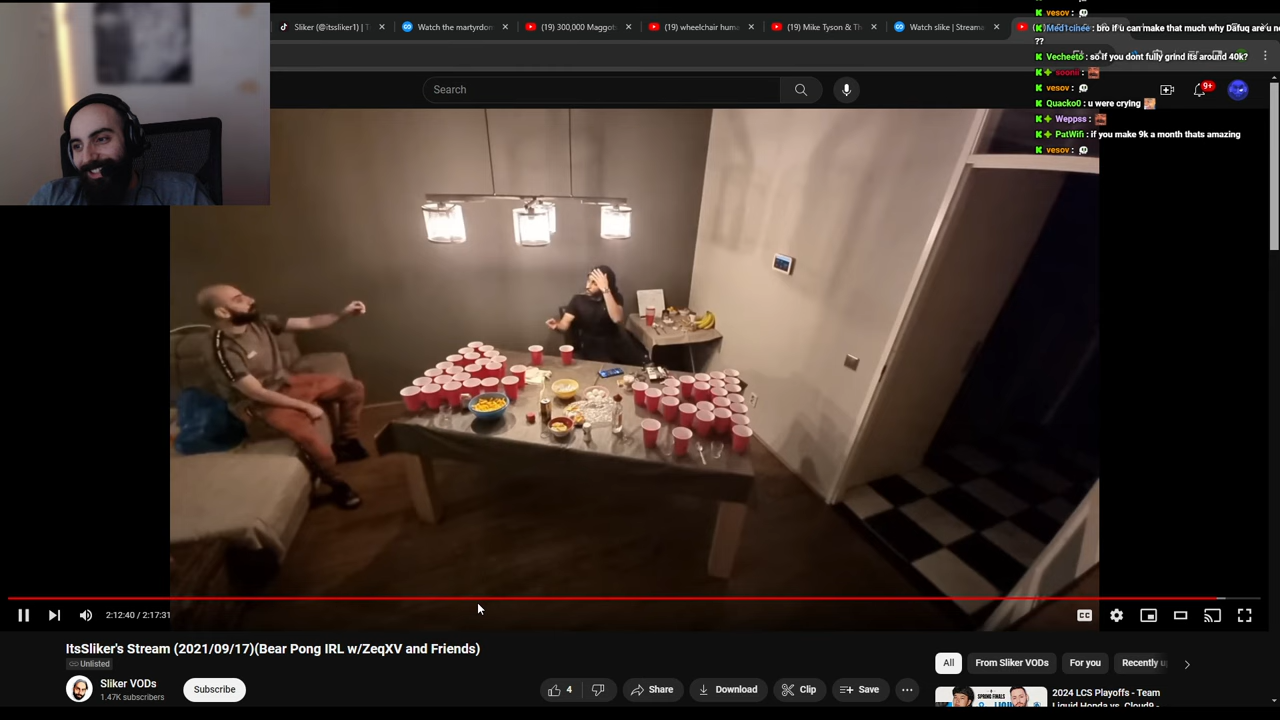 Sliker (@itssliker1) | T
Watch the martyrdon
(19) 300,000 Maggot
(19) wheelchair hum
(19) Mike Tyson & Th
Watch slike | Stream
vesov :
Med1cinee: bro if u can make that much why Dafuq are u n
??
Vecheeto : so if you dont fully grind its around 40k?
soonii :
vesov :
Quacko0 : u were crying
Weppss :
PatWifi : if you make 9k a month thats amazing
vesov :
Search
9+
2:12:40 / 2:17:31
CC
ItsSliker's Stream (2021/09/17)(Bear Pong IRL w/ZeqXV and Friends)
Unlisted
Sliker VODs
1.47K subscribers
Subscribe
4
Share
Download
Clip
Save
All
From Sliker VODs
For you
Recently u
2024 LCS Playoffs - Team
Liquid Honda vs. Cloud9 -